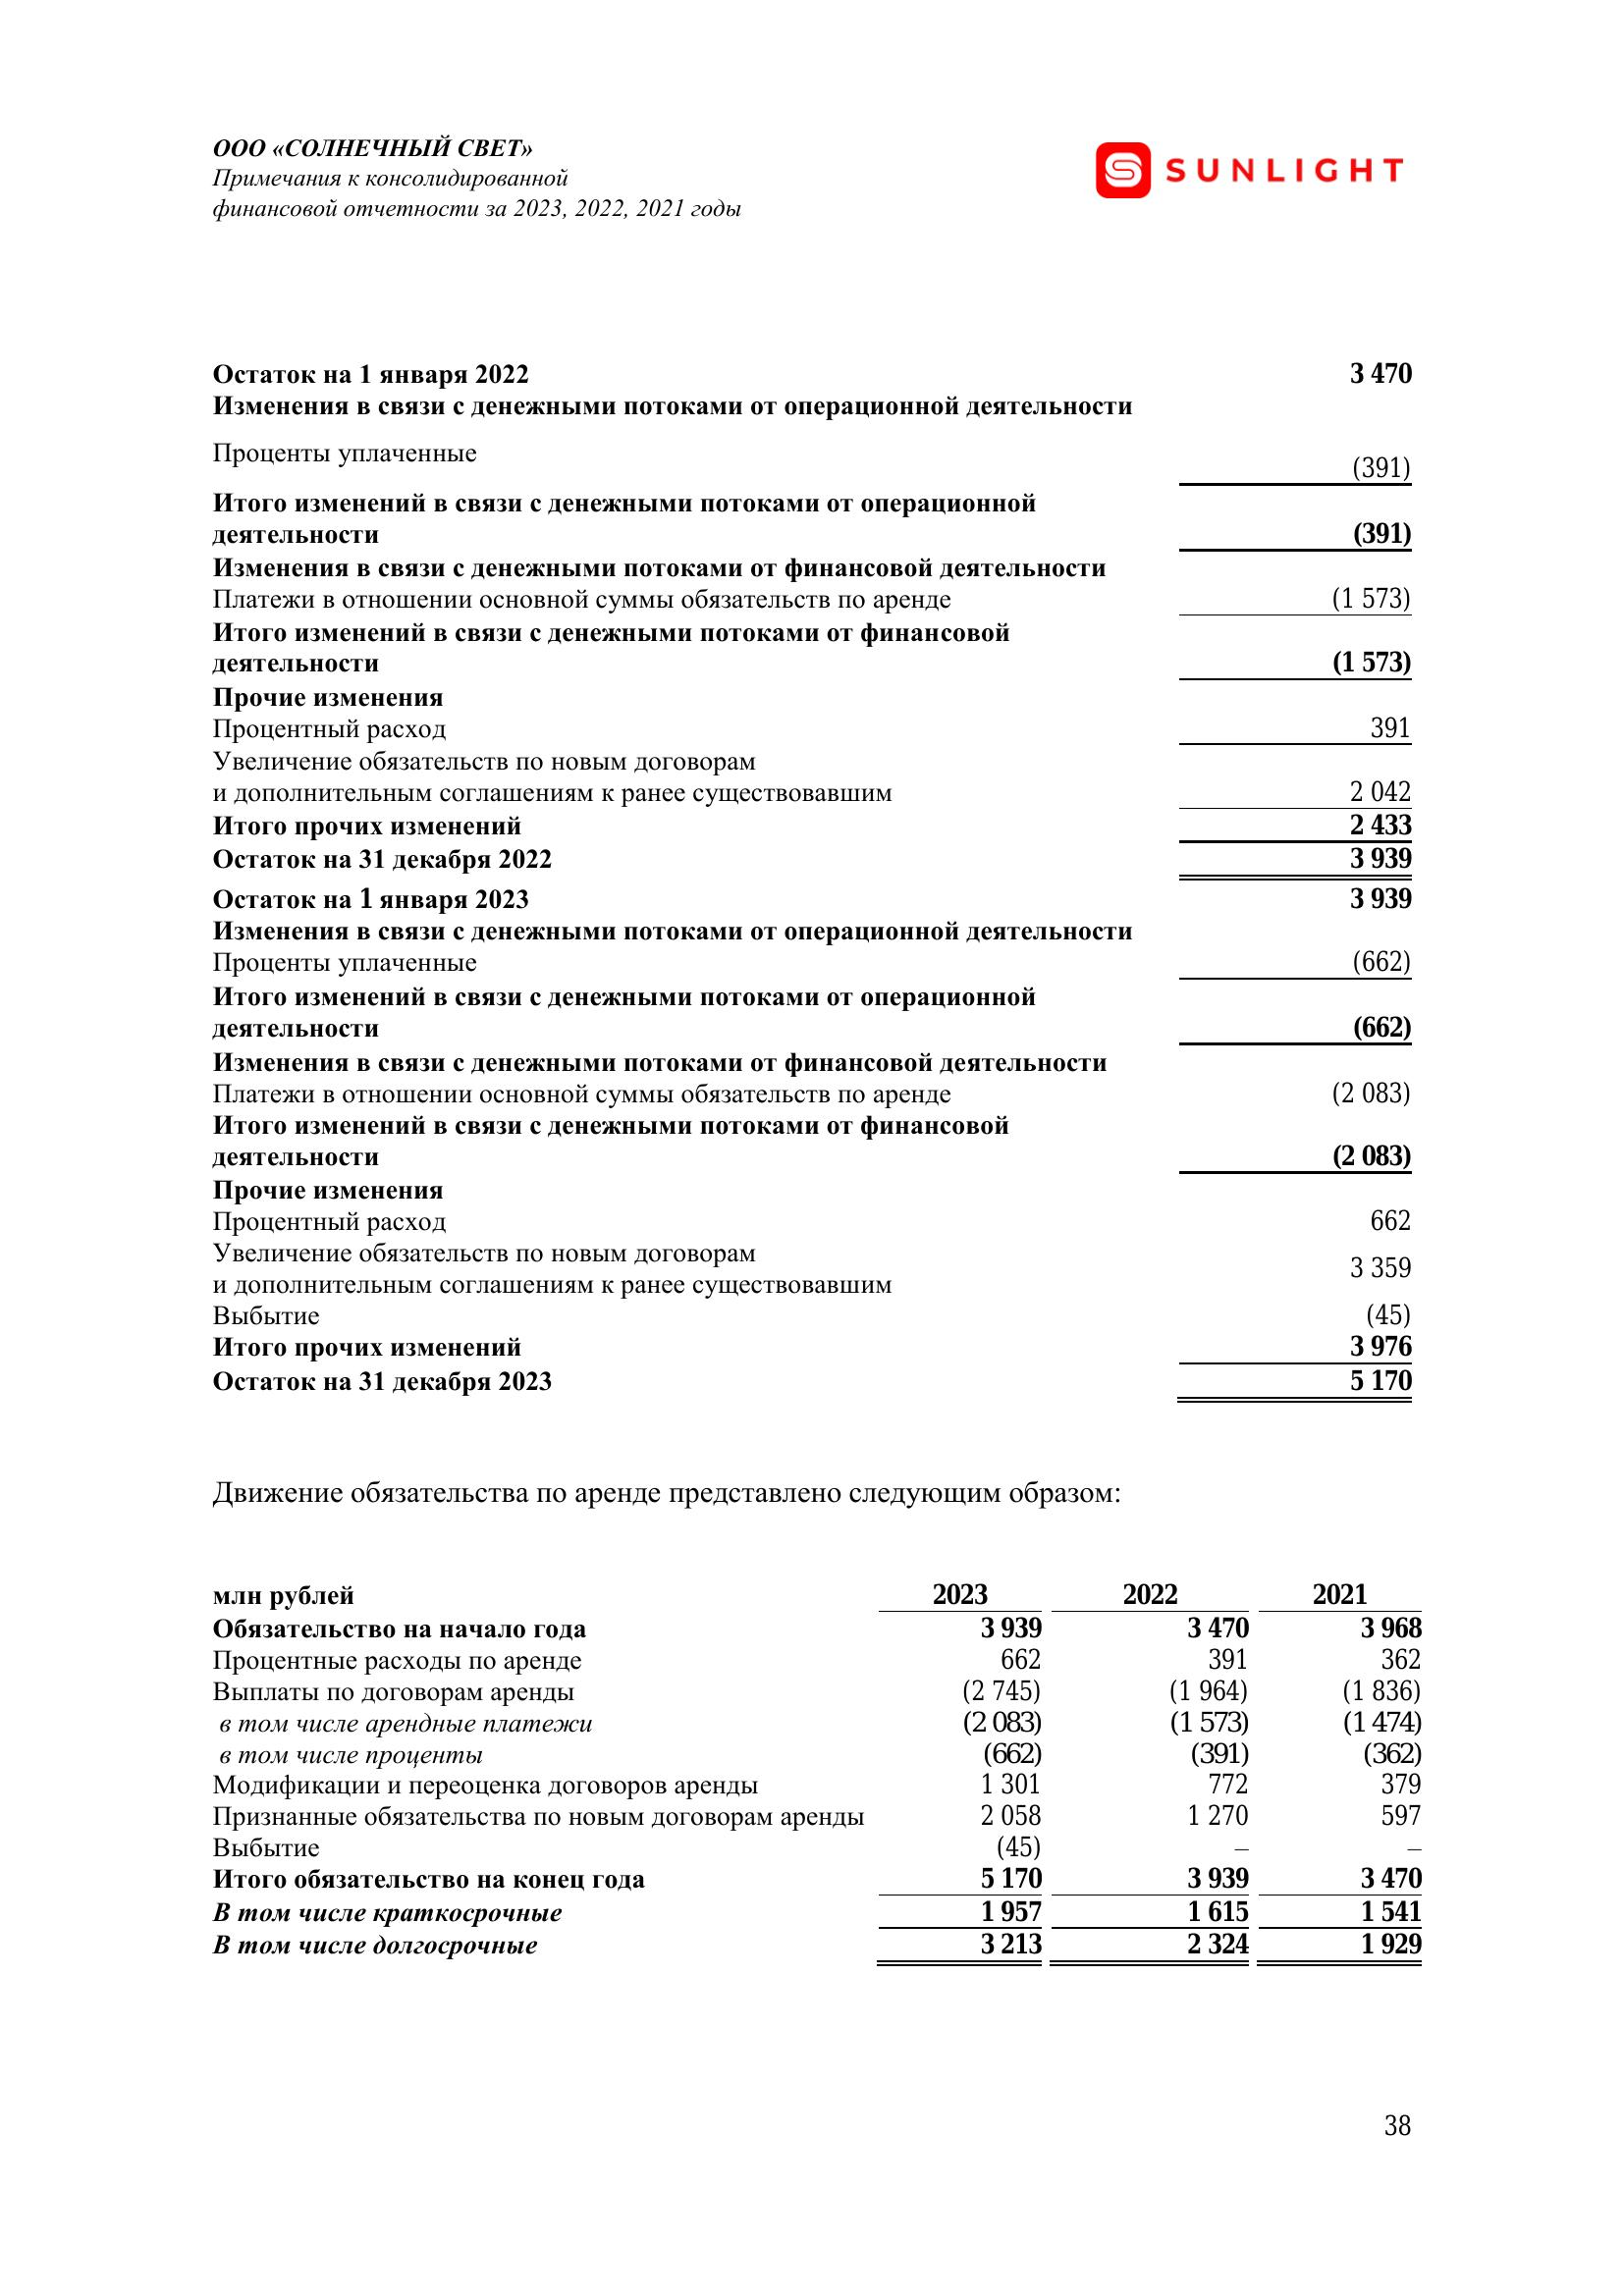 ООО «СОЛНЕЧНЫЙ СВЕТ»
Примечания к консолидированной
финансовой отчетности за 2023, 2022, 2021 годы
SUNLIGHT
Остаток на 1 января 2022 3 470
Изменения в связи с денежными потоками от операционной деятельности
Проценты уплаченные (391)
Итого изменений в связи с денежными потоками от операционной
деятельности (391)
Изменения в связи с денежными потоками от финансовой деятельности
Платежи в отношении основной суммы обязательств по аренде (1 573)
Итого изменений в связи с денежными потоками от финансовой
деятельности (1 573)
Прочие изменения
Процентный расход 391
Увеличение обязательств по новым договорам
и дополнительным соглашениям к ранее существовавшим 2 042
Итого прочих изменений 2 433
Остаток на 31 декабря 2022 3 939
Остаток на 1 января 2023 3 939
Изменения в связи с денежными потоками от операционной деятельности
Проценты уплаченные (662)
Итого изменений в связи с денежными потоками от операционной
деятельности (662)
Изменения в связи с денежными потоками от финансовой деятельности
Платежи в отношении основной суммы обязательств по аренде (2 083)
Итого изменений в связи с денежными потоками от финансовой
деятельности (2 083)
Прочие изменения
Процентный расход 662
Увеличение обязательств по новым договорам
и дополнительным соглашениям к ранее существовавшим 3 359
Выбытие (45)
Итого прочих изменений 3 976
Остаток на 31 декабря 2023 5 170
Движение обязательства по аренде представлено следующим образом:
млн рублей 2023 2022 2021
Обязательство на начало года 3 939 3 470 3 968
Процентные расходы по аренде 662 391 362
Выплаты по договорам аренды (2 745) (1 964) (1 836)
в том числе арендные платежи (2 083) (1 573) (1 474)
в том числе проценты (662) (391) (362)
Модификации и переоценка договоров аренды 1 301 772 379
Признанные обязательства по новым договорам аренды 2 058 1 270 597
Выбытие (45) – –
Итого обязательство на конец года 5 170 3 939 3 470
В том числе краткосрочные 1 957 1 615 1 541
В том числе долгосрочные 3 213 2 324 1 929
38